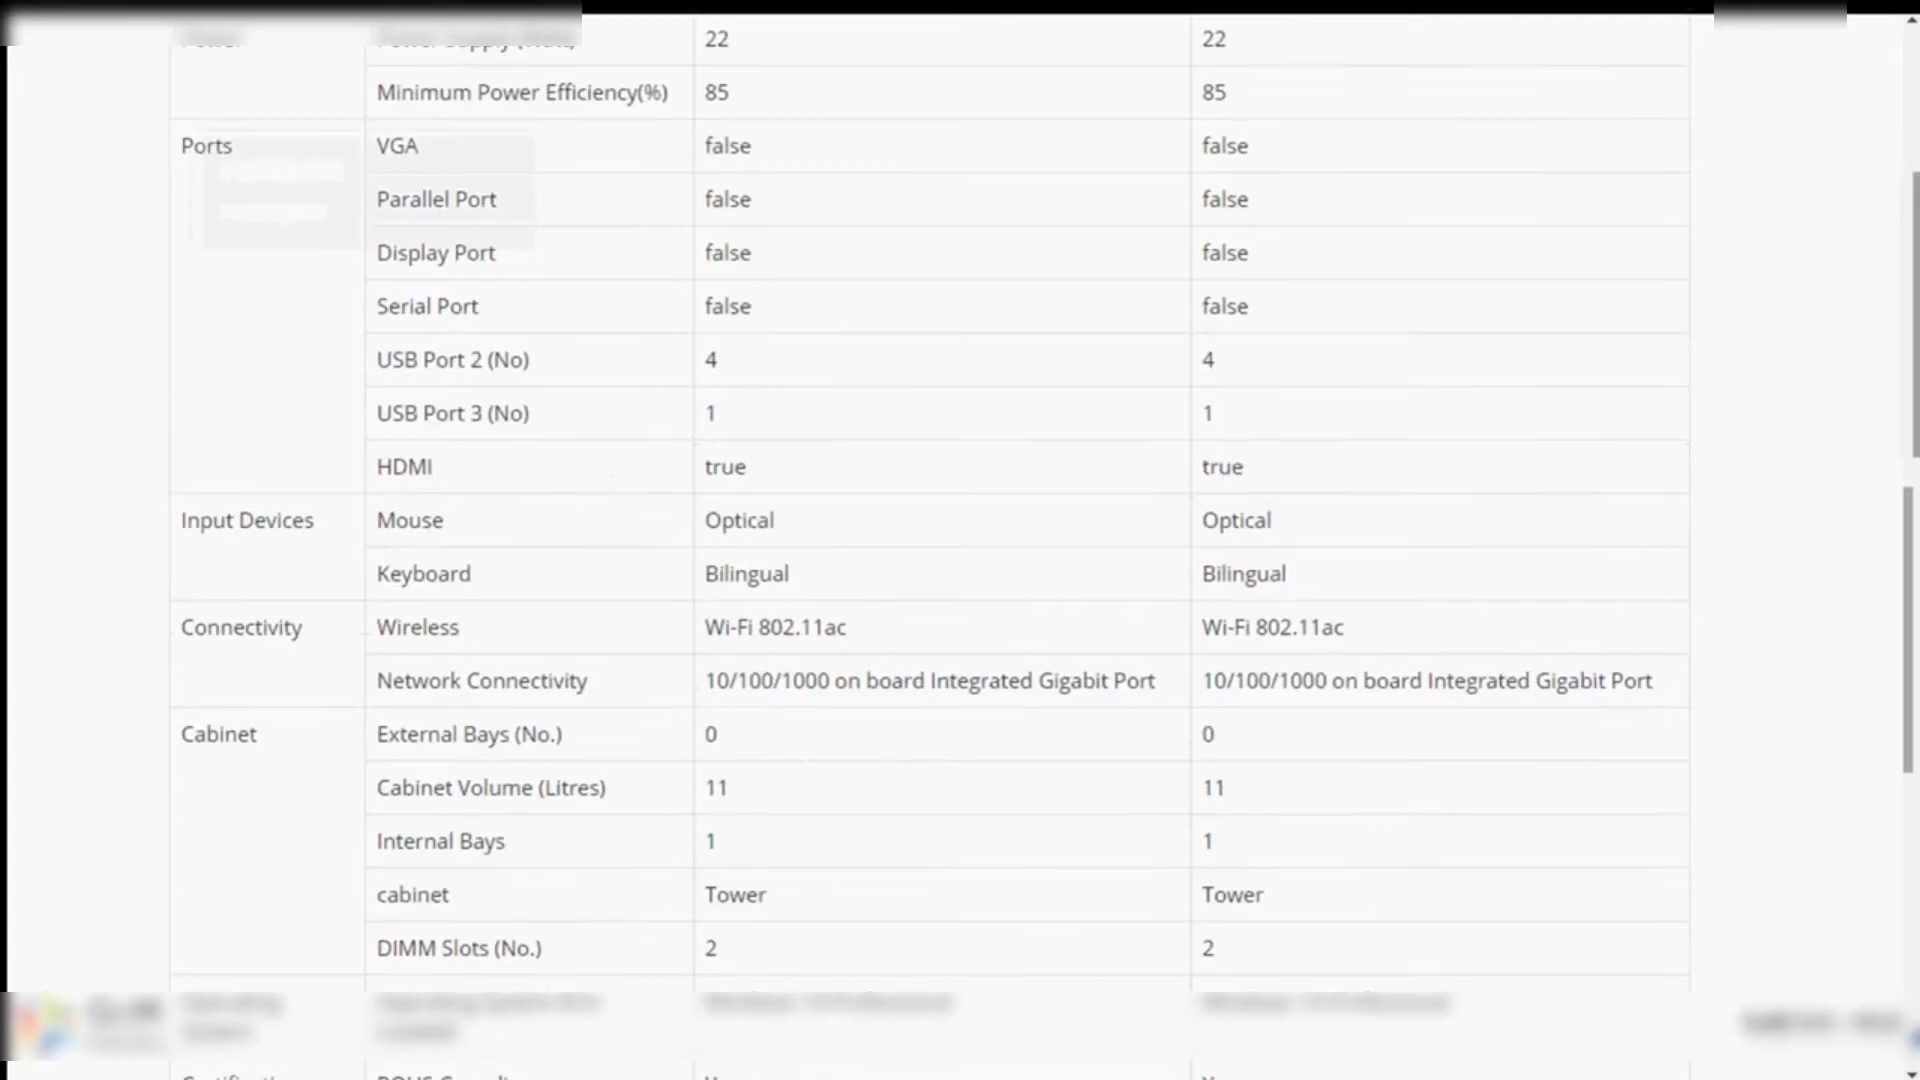 22 22
Minimum Power Efficiency(%) 85 85
Ports VGA false false
Parallel Port false false
Display Port false false
Serial Port false false
USB Port 2 (No) 4 4
USB Port 3 (No) 1 1
HDMI true true
Input Devices Mouse Optical Optical
Keyboard Bilingual Bilingual
Connectivity Wireless Wi-Fi 802.11ac Wi-Fi 802.11ac
Network Connectivity 10/100/1000 on board Integrated Gigabit Port 10/100/1000 on board Integrated Gigabit Port
Cabinet External Bays (No.) 0 0
Cabinet Volume (Litres) 11 11
Internal Bays 1 1
cabinet Tower Tower
DIMM Slots (No.) 2 2